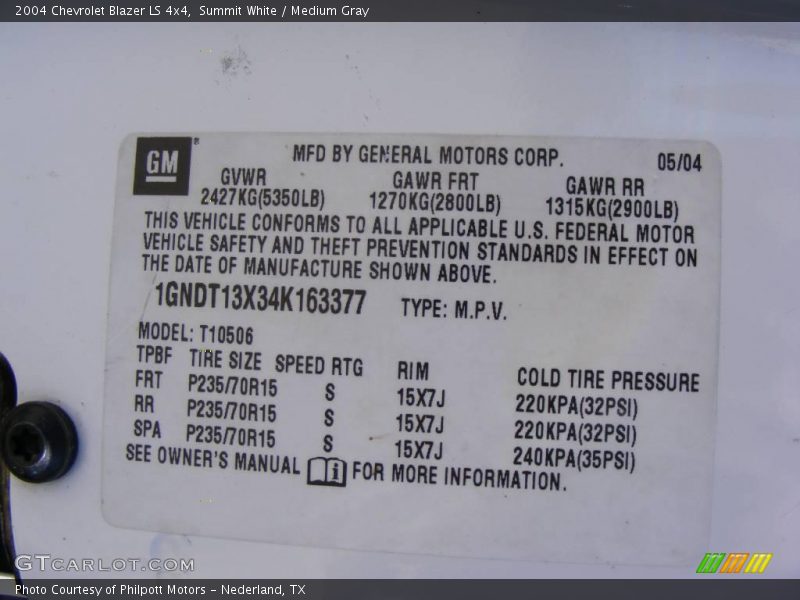 2004 Chevrolet Blazer LS 4x4, Summit White / Medium Gray
GM®
MFD BY GENERAL MOTORS CORP. 05/04
GVWR GAWR FRT GAWR RR
2427KG(5350LB) 1270KG(2800LB) 1315KG(2900LB)
THIS VEHICLE CONFORMS TO ALL APPLICABLE U.S. FEDERAL MOTOR
VEHICLE SAFETY AND THEFT PREVENTION STANDARDS IN EFFECT ON
THE DATE OF MANUFACTURE SHOWN ABOVE.
1GNDT13X34K163377 TYPE: M.P.V.
MODEL: T10506
TPBF TIRE SIZE SPEED RTG RIM COLD TIRE PRESSURE
FRT P235/70R15 S 15X7J 220KPA(32PSI)
RR P235/70R15 S 15X7J 220KPA(32PSI)
SPA P235/70R15 S 15X7J 240KPA(35PSI)
SEE OWNER'S MANUAL i FOR MORE INFORMATION.
GTCARLOT.COM
Photo Courtesy of Philpott Motors - Nederland, TX